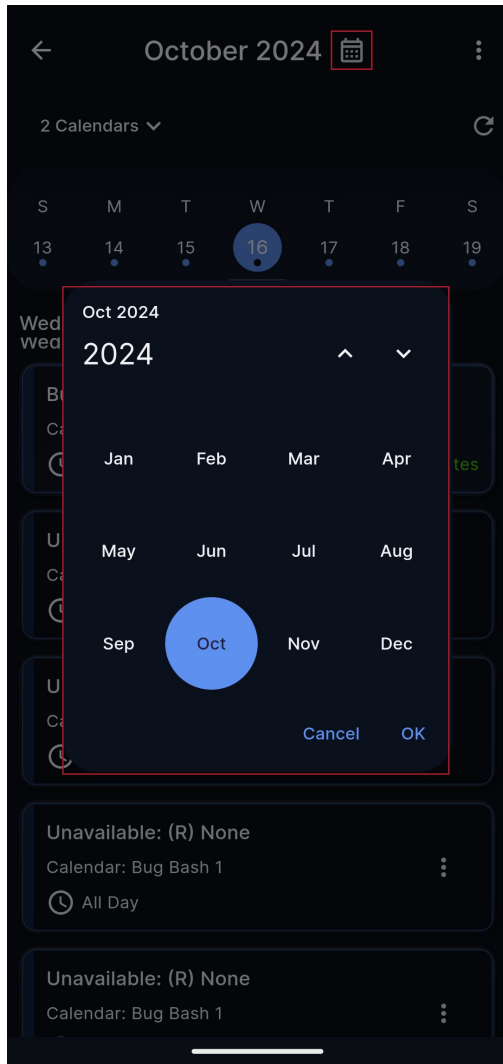 October 2024
2 Calendars
S M T W T F S
13 14 15 16 17 18 19
Wed
Oct 2024
2024
Jan Feb Mar Apr
tes
May Jun Jul Aug
Sep Oct Nov Dec
Cancel OK
Unavailable: (R) None
Calendar: Bug Bash 1
All Day
Unavailable: (R) None
Calendar: Bug Bash 1